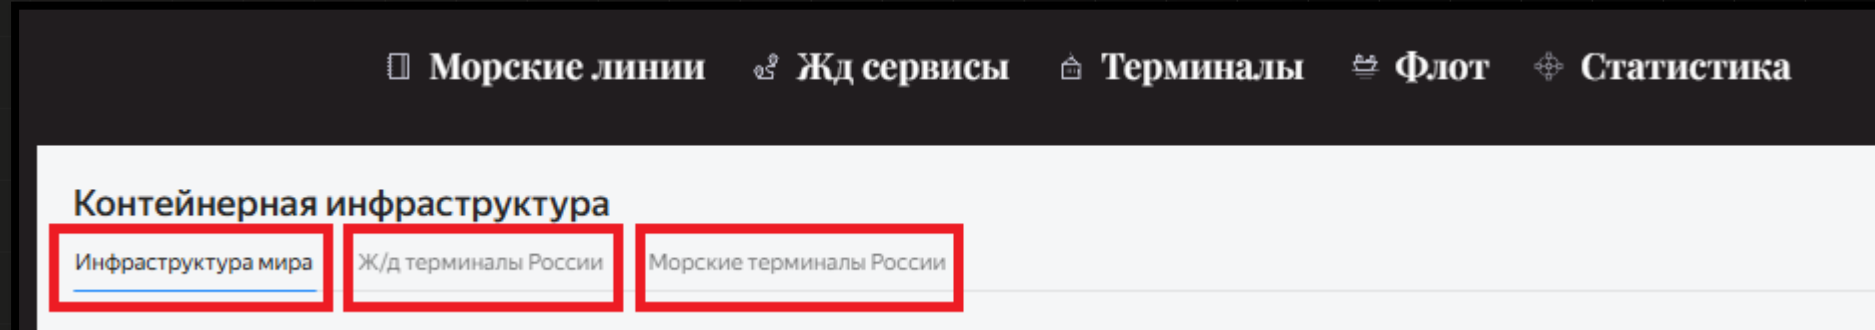 Морские линии Жд сервисы Терминалы Флот Статистика
Контейнерная инфраструктура
Инфраструктура мира Ж/д терминалы России Морские терминалы России